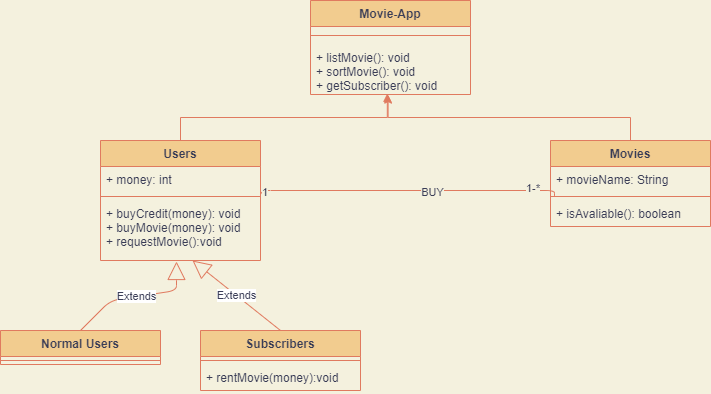 Movie-App
+ listMovie(): void
+ sortMovie(): void
+ getSubscriber(): void
Users
+ money: int
+ buyCredit(money): void
+ buyMovie(money): void
+ requestMovie():void
1
BUY
1-*
Movies
+ movieName: String
+ isAvaliable(): boolean
Extends
Extends
Normal Users
Subscribers
+ rentMovie(money):void